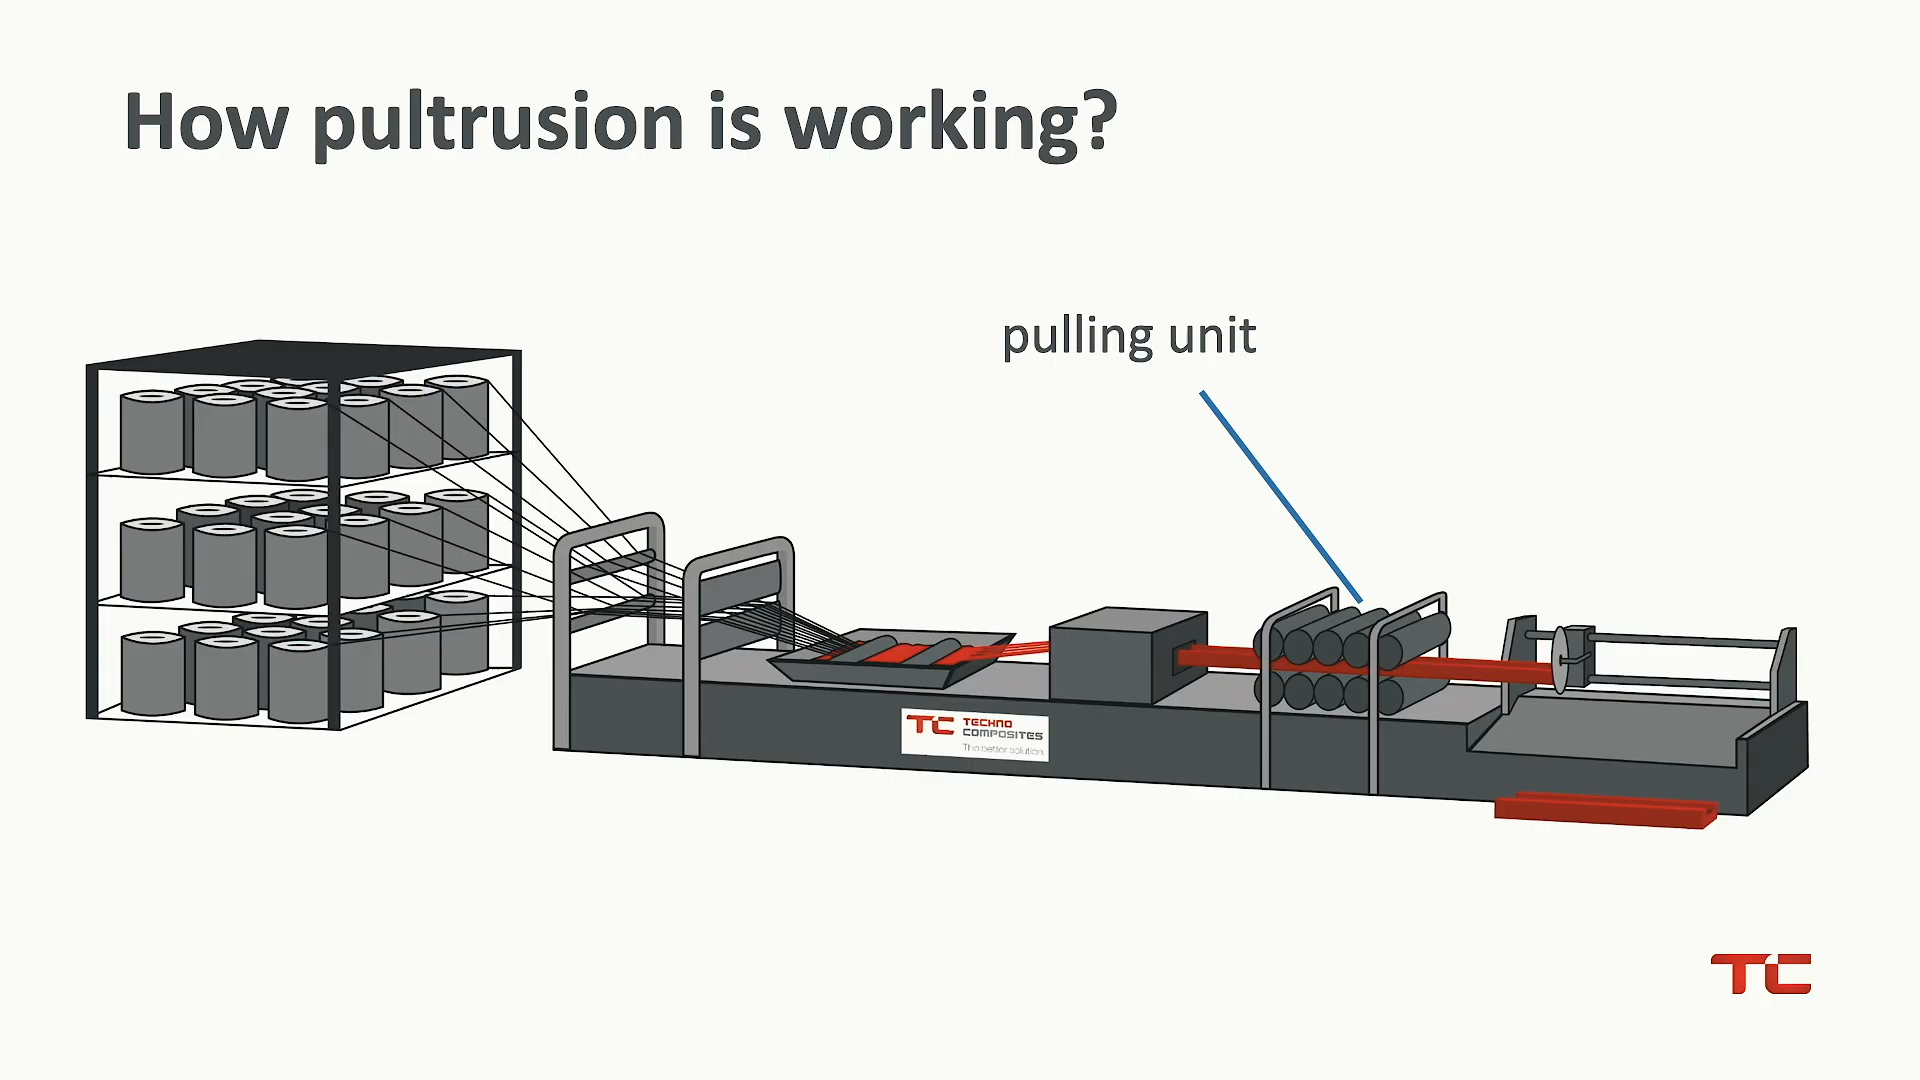 How pultrusion is working?
pulling unit
TC TECHNO
COMPOSITES
The better solution
TC